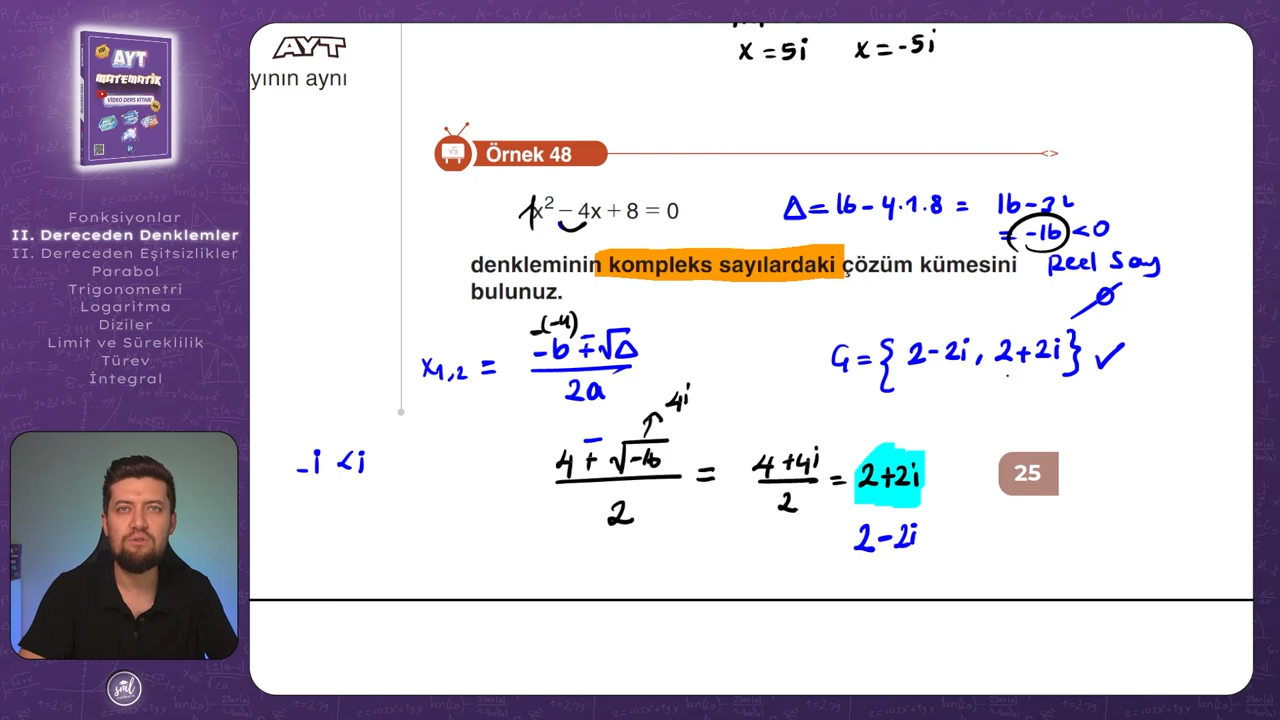 AYT
MATEMATİK
VİDEO DERS KİTABI
AYT
yının aynı
x = 5i x = -5i
Örnek 48
1x² − 4x + 8 = 0
Δ = 16 - 4.1.8 = 16-32
= -16 < 0
denkleminin kompleks sayılardaki çözüm kümesini
bulunuz.
Reel Say
Ø
x₁,₂ = -b ∓ √Δ / 2a
-(-4)
Ç = { 2-2i, 2+2i } ✓
4i
4 ∓ √-16 / 2 = 4+4i / 2 = 2+2i
2-2i
-i < i
25
Fonksiyonlar
II. Dereceden Denklemler
II. Dereceden Eşitsizlikler
Parabol
Trigonometri
Logaritma
Diziler
Limit ve Süreklilik
Türev
İntegral
sml